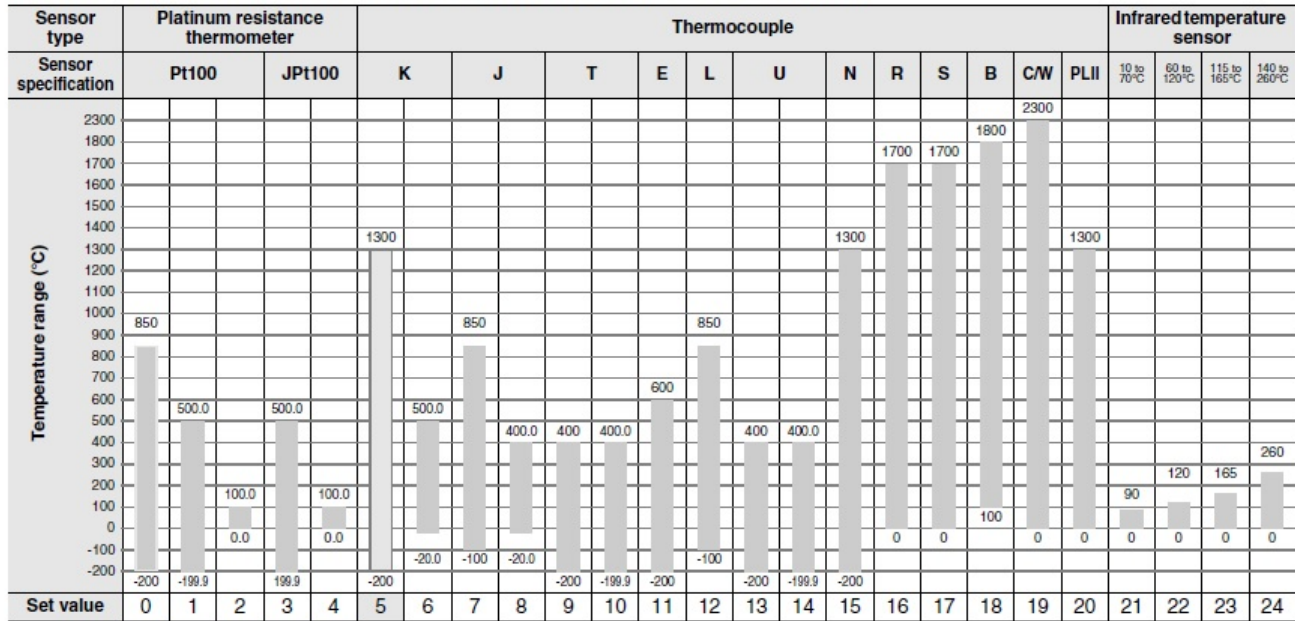 Sensor type Platinum resistance thermometer Thermocouple Infrared temperature sensor
Sensor specification Pt100 JPt100 K J T E L U N R S B C/W PLII 10 to 70°C 60 to 120°C 115 to 165°C 140 to 260°C
Temperature range (°C)
2300
2300
1800 1800
1700 1700 1700
1600
1500
1400
1300 1300 1300 1300
1200
1100
1000
850 850 850
900
800
700
600 600
500 500.0 500.0 500.0
400 400.0 400 400.0 400 400.0
300 260
200 100.0 100.0 120 165
100 100 90
0 0.0 0.0 0 0 0 0 0 0 0 0
-100 -20.0 -100 -20.0 -100
-200
-200 -199.9 199.9 -200 -200 -199.9 -200 -200 -199.9 -200
Set value 0 1 2 3 4 5 6 7 8 9 10 11 12 13 14 15 16 17 18 19 20 21 22 23 24